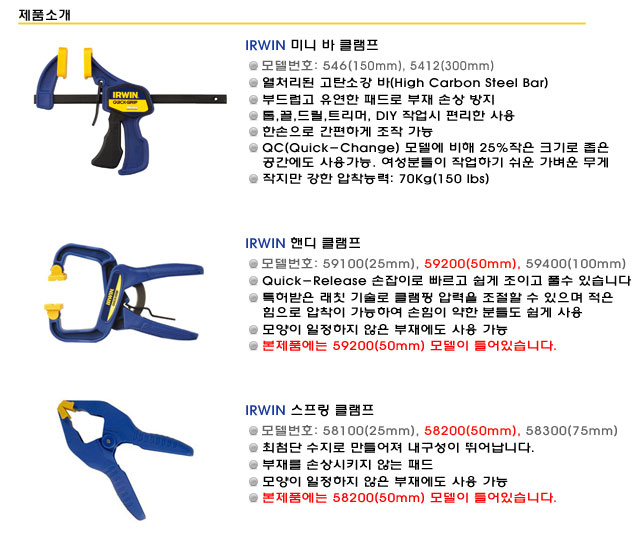 제품소개
IRWIN 미니 바 클램프
모델번호: 546(150mm), 5412(300mm)
열처리된 고탄소강 바(High Carbon Steel Bar)
부드럽고 유연한 패드로 부재 손상 방지
톱,끌,드릴,트리머, DIY 작업시 편리한 사용
한손으로 간편하게 조작 가능
QC(Quick-Change) 모델에 비해 25%작은 크기로 좁은
공간에도 사용가능. 여성분들이 작업하기 쉬운 가벼운 무게
작지만 강한 압착능력: 70Kg(150 lbs)
IRWIN
QUICK-GRIP
IRWIN 핸디 클램프
모델번호: 59100(25mm), 59200(50mm), 59400(100mm)
Quick-Release 손잡이로 빠르고 쉽게 조이고 풀수 있습니다
특허받은 래칫 기술로 클램핑 압력을 조절할 수 있으며 적은
힘으로 압착이 가능하여 손힘이 약한 분들도 쉽게 사용
모양이 일정하지 않은 부재에도 사용 가능
본제품에는 59200(50mm) 모델이 들어있습니다.
IRWIN
IRWIN 스프링 클램프
모델번호: 58100(25mm), 58200(50mm), 58300(75mm)
최첨단 수지로 만들어져 내구성이 뛰어납니다.
부재를 손상시키지 않는 패드
모양이 일정하지 않은 부재에도 사용 가능
본제품에는 58200(50mm) 모델이 들어있습니다.